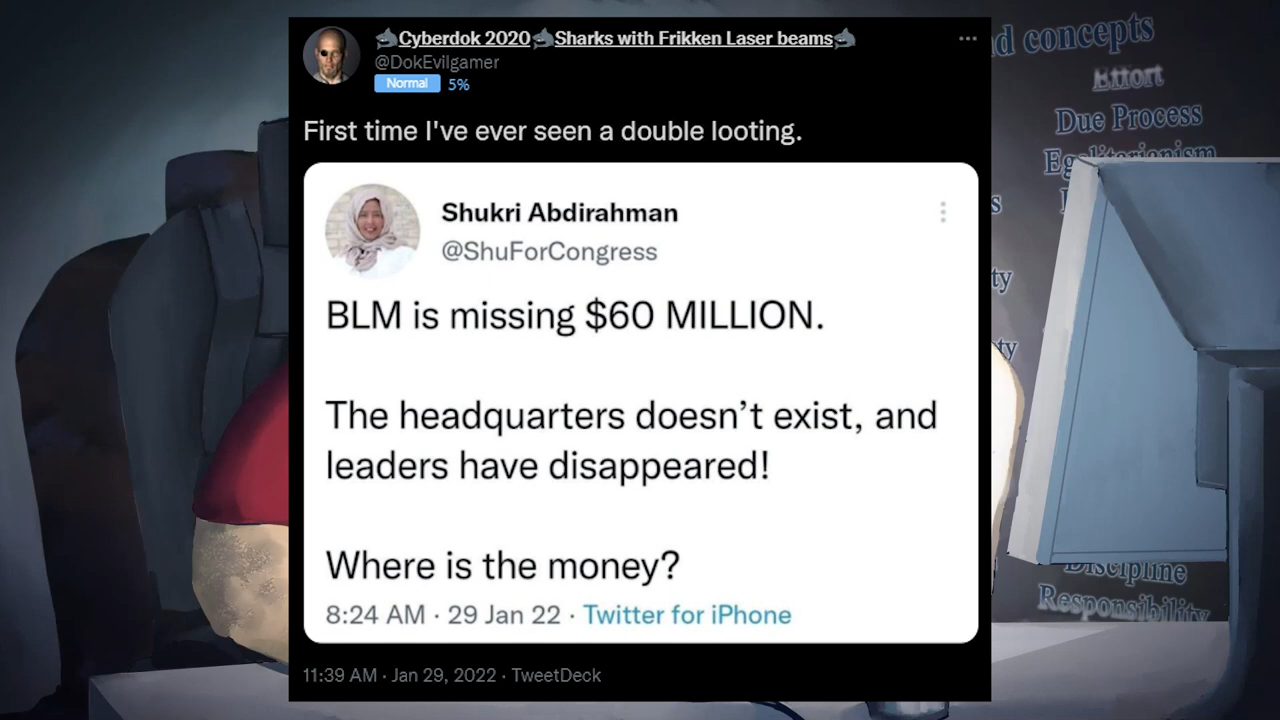 Cyberdok 2020 Sharks with Frikken Laser beams
@DokEvilgamer
Normal 5%
First time I've ever seen a double looting.
Shukri Abdirahman
@ShuForCongress
BLM is missing $60 MILLION.
The headquarters doesn’t exist, and
leaders have disappeared!
Where is the money?
8:24 AM · 29 Jan 22 · Twitter for iPhone
11:39 AM · Jan 29, 2022 · TweetDeck
concepts
Effort
Due Process
Egalitarianism
Discipline
Responsibility